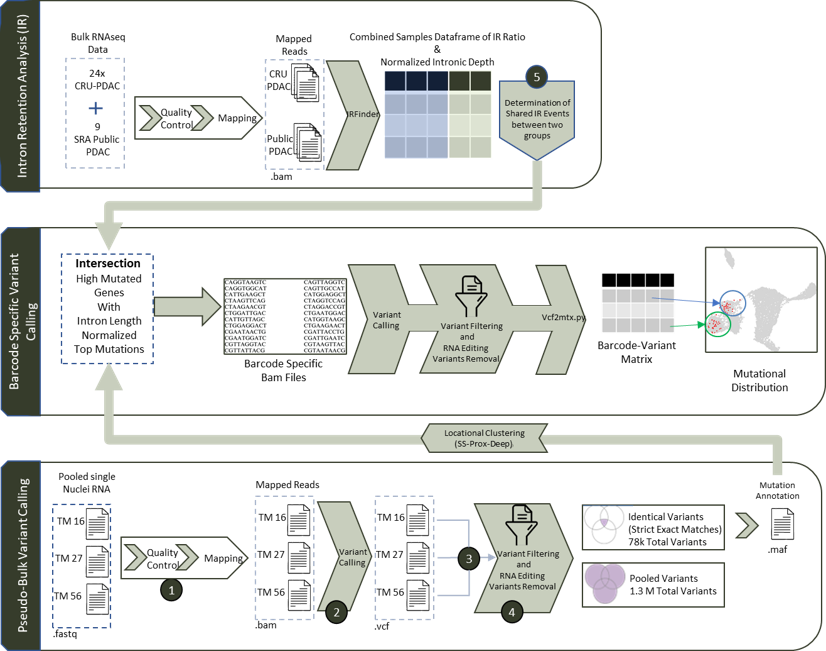 Intron Retention Analysis (IR)
Bulk RNAseq
Data
24x
CRU-PDAC
+
9
SRA Public
PDAC
Quality
Control
Mapping
Mapped
Reads
CRU
PDAC
Public
PDAC
.bam
IRFinder
Combined Samples Dataframe of IR Ratio
&
Normalized Intronic Depth
5
Determination of
Shared IR Events
between two
groups
Barcode Specific Variant
Calling
Intersection
High Mutated
Genes
With
Intron Length
Normalized
Top Mutations
CAGGTAAGTC CAGTTAGGTC
CAGGTGGCAT CAGTTGCCAT
CATTGAAGCT CATGGAGGCT
CTAAGTTCAG CTAGGTCCAG
CTAAGAACGT CTAGGACCGT
CTGGATTGAC CTGAATGGAC
CATTGTTAGC CATGGTAAGC
CTGGAGGACT CTGAAGAACT
CGAATAACTG CGATTACCTG
CGAATGGATC CGATTGAATC
CGTTAGGTAC CGTAAGTTAC
CGTTATTACG CGTAATAACG
Barcode Specific
Bam Files
Variant
Calling
Variant Filtering
and
RNA Editing
Variants Removal
Vcf2mtx.py
Barcode-Variant
Matrix
Mutational
Distribution
Locational Clustering
(SS-Prox-Deep).
Pseudo-Bulk Variant Calling
Pooled single
Nuclei RNA
TM 16
TM 27
TM 56
.fastq
Quality
Control
Mapping
1
Mapped Reads
TM 16
TM 27
TM 56
.bam
Variant
Calling
2
TM 16
TM 27
TM 56
.vcf
3
Variant Filtering
and
RNA Editing
Variants Removal
4
Identical Variants
(Strict Exact Matches)
78k Total Variants
Pooled Variants
1.3 M Total Variants
Mutation
Annotation
.maf